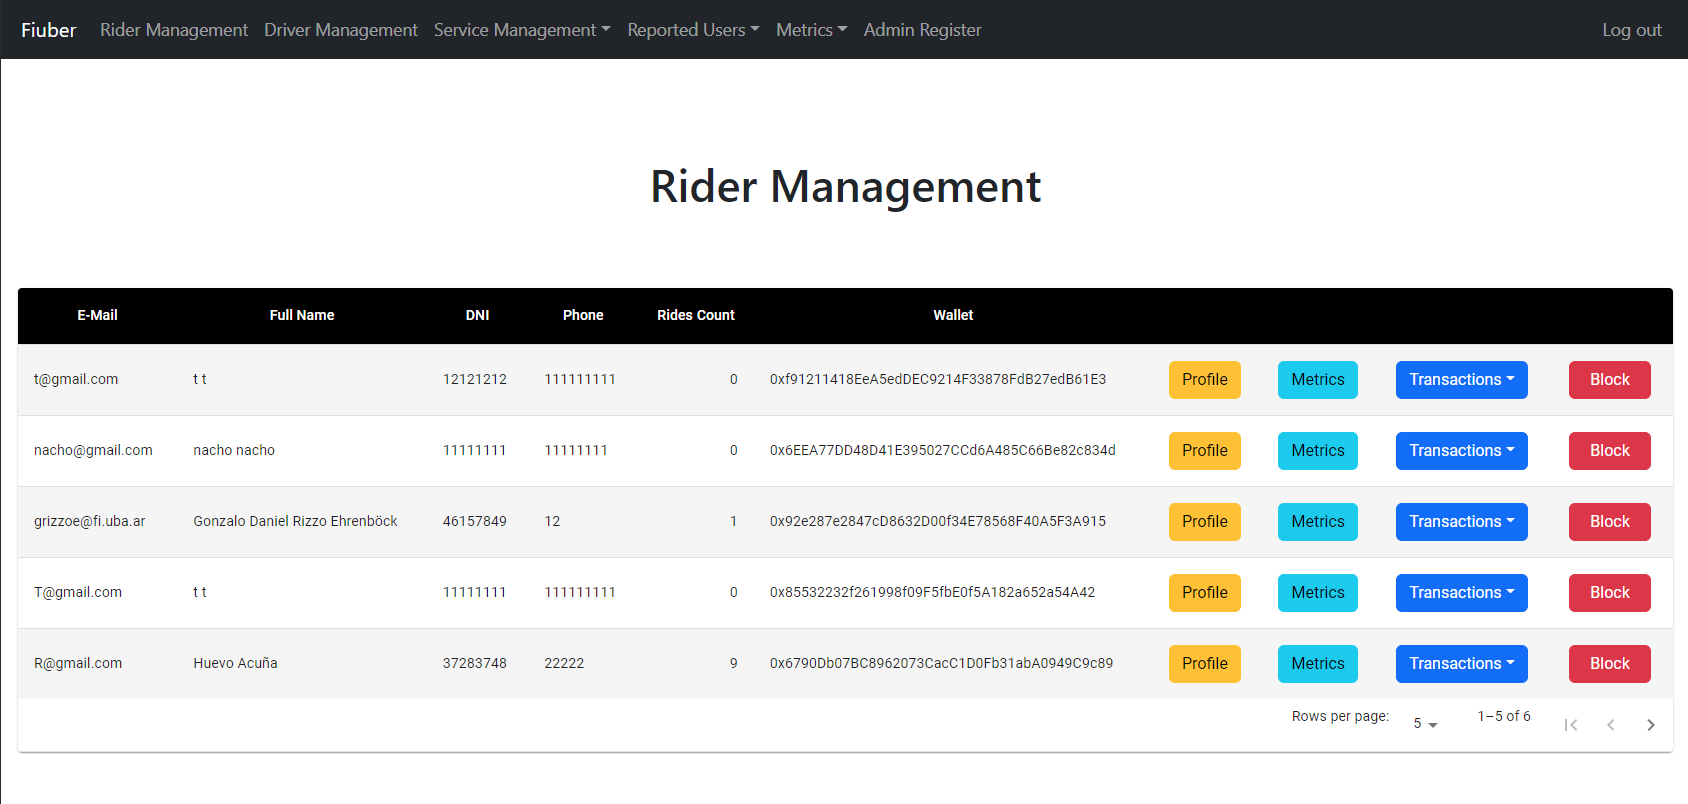 Fiuber Rider Management Driver Management Service Management Reported Users Metrics Admin Register Log out
Rider Management
E-Mail Full Name DNI Phone Rides Count Wallet
t@gmail.com t t 12121212 111111111 0 0xf91211418EeA5edDEC9214F33878FdB27edB61E3 Profile Metrics Transactions Block
nacho@gmail.com nacho nacho 11111111 11111111 0 0x6EEA77DD48D41E395027CCd6A485C66Be82c834d Profile Metrics Transactions Block
grizzoe@fi.uba.ar Gonzalo Daniel Rizzo Ehrenböck 46157849 12 1 0x92e287e2847cD8632D00f34E78568F40A5F3A915 Profile Metrics Transactions Block
T@gmail.com t t 11111111 111111111 0 0x85532232f261998f09F5fbE0f5A182a652a54A42 Profile Metrics Transactions Block
R@gmail.com Huevo Acuña 37283748 22222 9 0x6790Db07BC8962073CacC1D0Fb31abA0949C9c89 Profile Metrics Transactions Block
Rows per page: 5 1–5 of 6